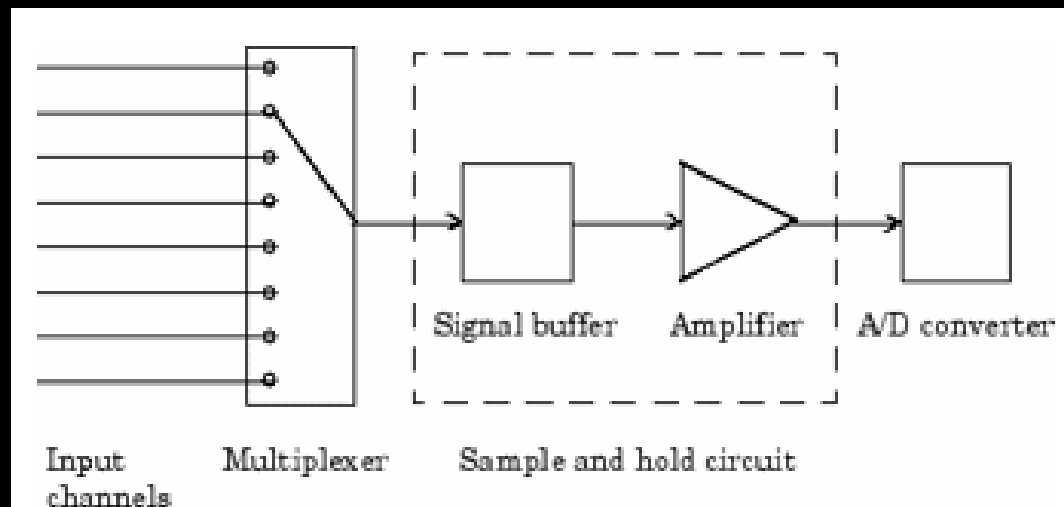 Signal buffer
Amplifier
A/D converter
Input
channels
Multiplexer
Sample and hold circuit